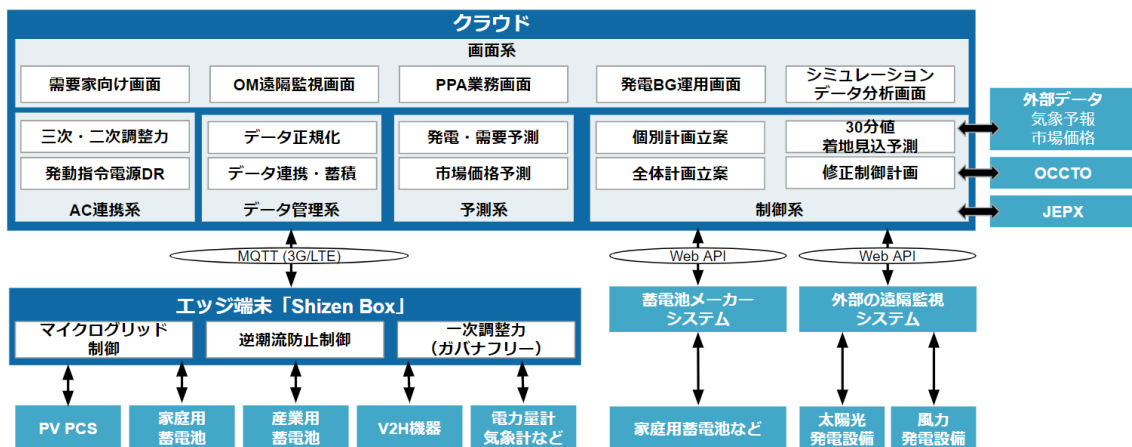 クラウド
画面系
需要家向け画面
OM遠隔監視画面
PPA業務画面
発電BG運用画面
シミュレーション
データ分析画面
三次・二次調整力
発動指令電源DR
AC連携系
データ正規化
データ連携・蓄積
データ管理系
発電・需要予測
市場価格予測
予測系
個別計画立案
30分値
着地見込予測
全体計画立案
修正制御計画
制御系
外部データ
気象予報
市場価格
OCCTO
JEPX
MQTT (3G/LTE)
Web API
Web API
エッジ端末「Shizen Box」
マイクログリッド
制御
逆潮流防止制御
一次調整力
（ガバナフリー）
蓄電池メーカー
システム
外部の遠隔監視
システム
PV PCS
家庭用
蓄電池
産業用
蓄電池
V2H機器
電力量計
気象計など
家庭用蓄電池など
太陽光
発電設備
風力
発電設備